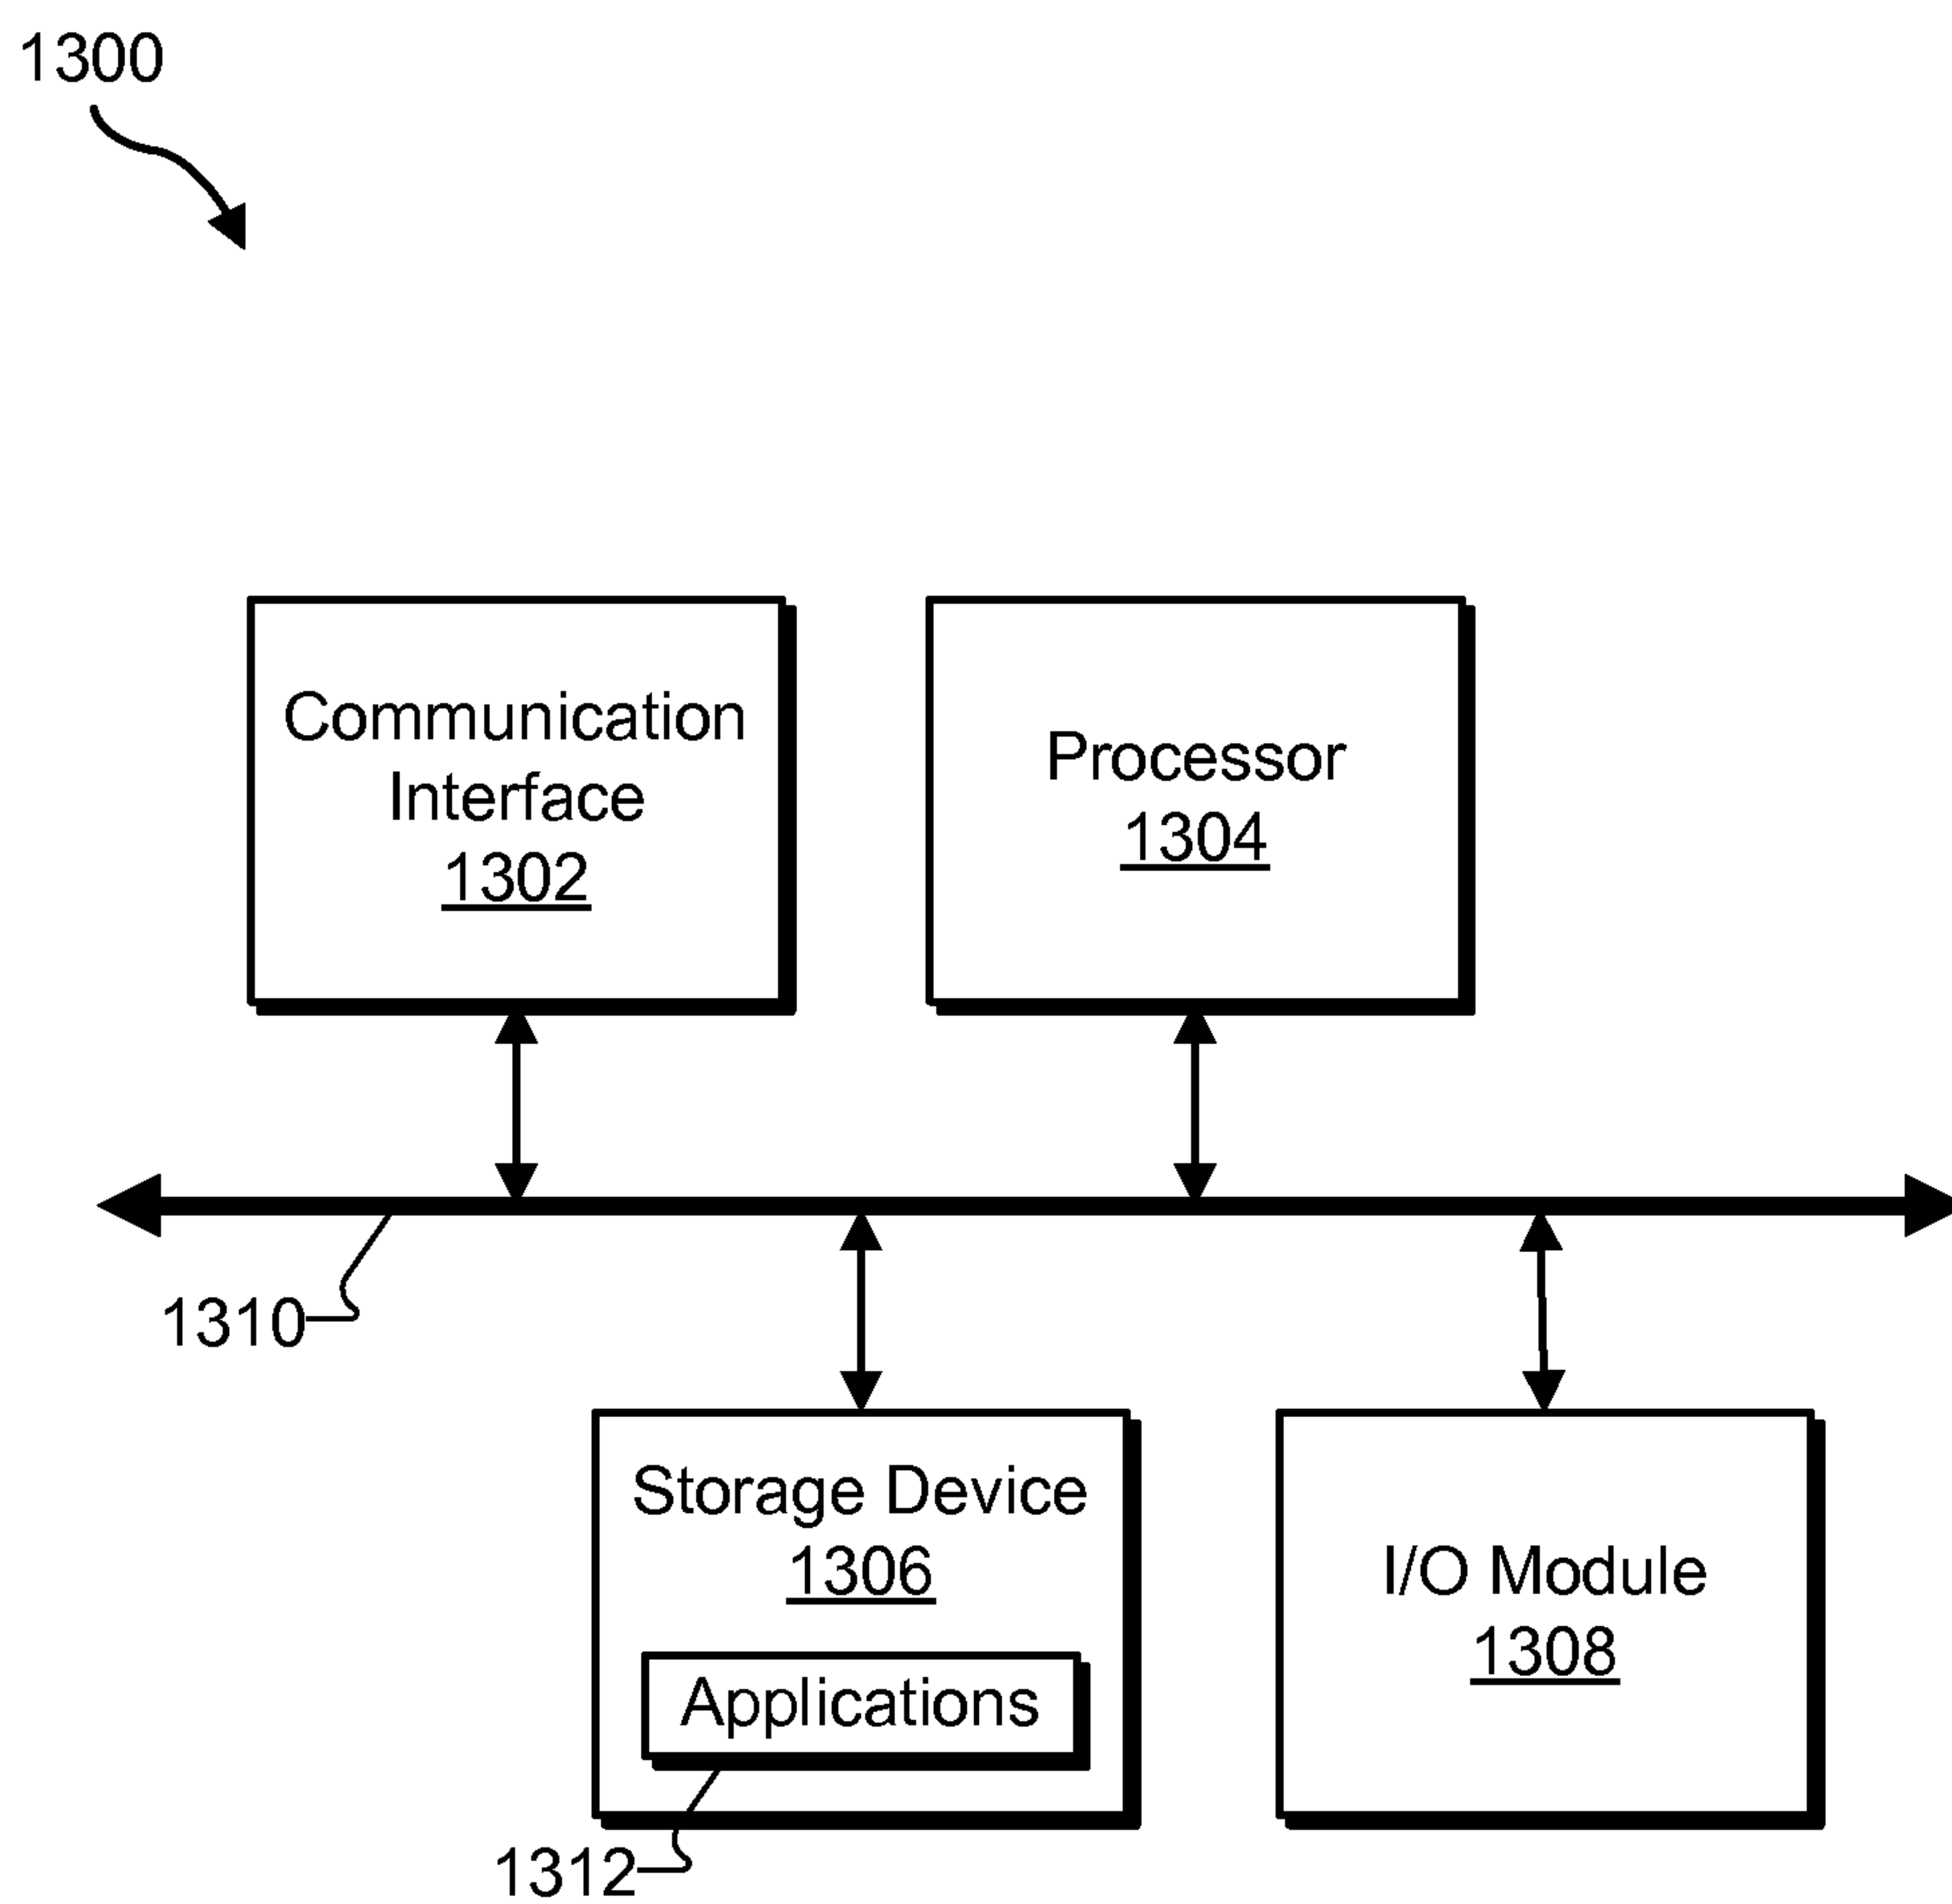 1300
Communication
Interface
1302
Processor
1304
1310
Storage Device
1306
Applications
1312
I/O Module
1308